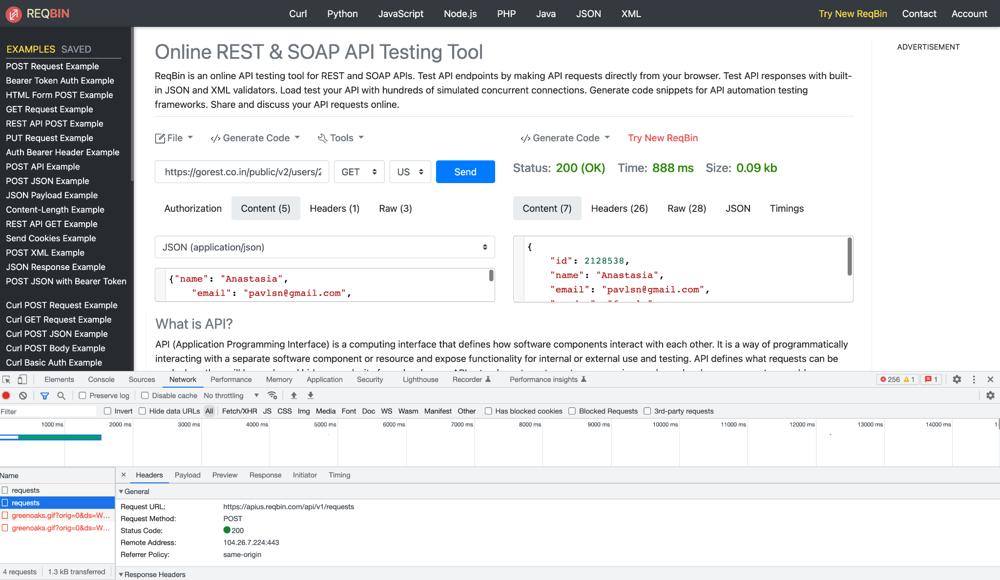 REQBIN
Curl Python JavaScript Node.js PHP Java JSON XML
Try New ReqBin Contact Account
EXAMPLES SAVED
POST Request Example
Bearer Token Auth Example
HTML Form POST Example
GET Request Example
REST API POST Example
PUT Request Example
Auth Bearer Header Example
POST API Example
POST JSON Example
JSON Payload Example
Content-Length Example
REST API GET Example
Send Cookies Example
POST XML Example
JSON Response Example
POST JSON with Bearer Token
Curl POST Request Example
Curl GET Request Example
Curl POST JSON Example
Curl POST Body Example
Curl Basic Auth Example
Online REST & SOAP API Testing Tool
ReqBin is an online API testing tool for REST and SOAP APIs. Test API endpoints by making API requests directly from your browser. Test API responses with built-
in JSON and XML validators. Load test your API with hundreds of simulated concurrent connections. Generate code snippets for API automation testing
frameworks. Share and discuss your API requests online.
ADVERTISEMENT
File </> Generate Code Tools
</> Generate Code Try New ReqBin
https://gorest.co.in/public/v2/users/2 GET US Send
Status: 200 (OK) Time: 888 ms Size: 0.09 kb
Authorization Content (5) Headers (1) Raw (3)
Content (7) Headers (26) Raw (28) JSON Timings
JSON (application/json)
{"name": "Anastasia",
"email": "pavlsn@gmail.com",
{
"id": 2128538,
"name": "Anastasia",
"email": "pavlsn@gmail.com",
What is API?
API (Application Programming Interface) is a computing interface that defines how software components interact with each other. It is a way of programmatically
interacting with a separate software component or resource and expose functionality for internal or external use and testing. API defines what requests can be
Elements Console Sources Network Performance Memory Application Security Lighthouse Recorder Performance insights 256 1 1
Preserve log Disable cache No throttling
Filter Invert Hide data URLs All Fetch/XHR JS CSS Img Media Font Doc WS Wasm Manifest Other Has blocked cookies Blocked Requests 3rd-party requests
1000 ms 2000 ms 3000 ms 4000 ms 5000 ms 6000 ms 7000 ms 8000 ms 9000 ms 10000 ms 11000 ms 12000 ms 13000 ms 14000 ms
Name
requests
requests
greenoaks.gif?orig=0&ds=W...
greenoaks.gif?orig=0&ds=W...
4 requests 1.3 kB transferred
Headers Payload Preview Response Initiator Timing
General
Request URL: https://apius.reqbin.com/api/v1/requests
Request Method: POST
Status Code: 200
Remote Address: 104.26.7.224:443
Referrer Policy: same-origin
Response Headers